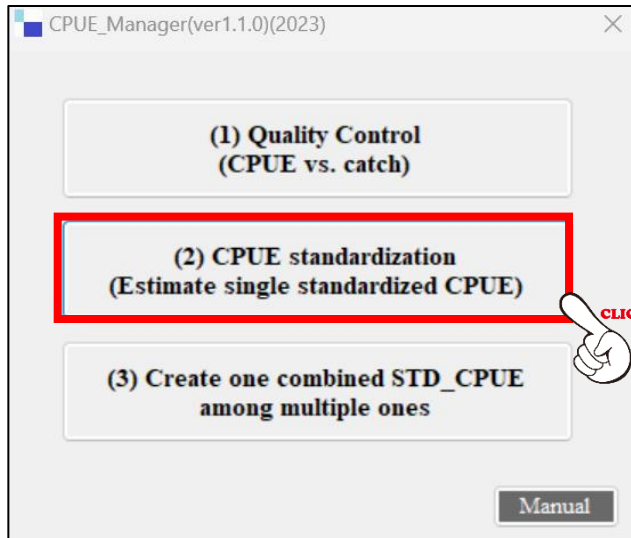 CPUE_Manager(ver1.1.0)(2023)
(1) Quality Control
(CPUE vs. catch)
(2) CPUE standardization
(Estimate single standardized CPUE)
CLIC
(3) Create one combined STD_CPUE
among multiple ones
Manual